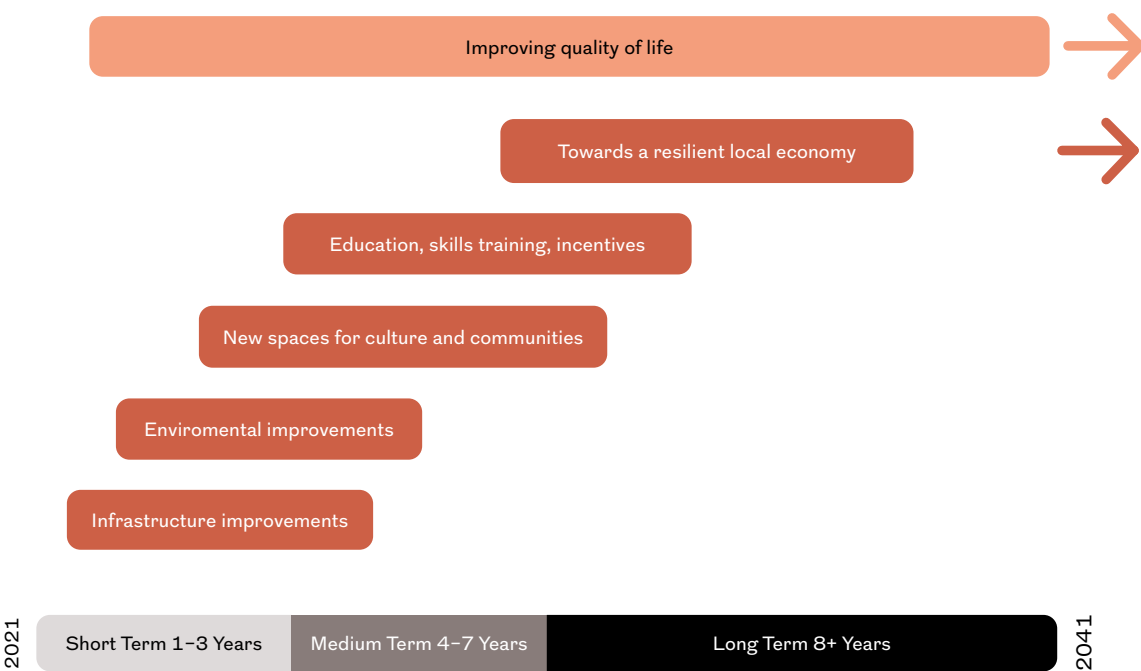 Improving quality of life
Towards a resilient local economy
Education, skills training, incentives
New spaces for culture and communities
Enviromental improvements
Infrastructure improvements
2021
Short Term 1–3 Years
Medium Term 4–7 Years
Long Term 8+ Years
2041